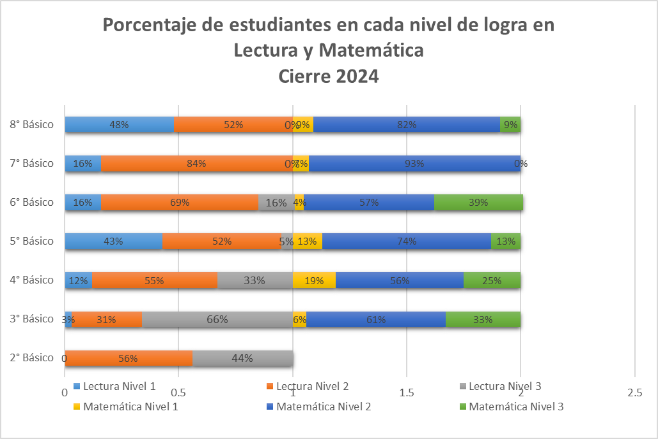 Porcentaje de estudiantes en cada nivel de logra en
Lectura y Matemática
Cierre 2024
8° Básico 48% 52% 0% 9% 82% 9%
7° Básico 16% 84% 0% 7% 93% 0%
6° Básico 16% 69% 16% 4% 57% 39%
5° Básico 43% 52% 5% 13% 74% 13%
4° Básico 12% 55% 33% 19% 56% 25%
3° Básico 3% 31% 66% 6% 61% 33%
2° Básico 0 56% 44%
0 0.5 1 1.5 2 2.5
Lectura Nivel 1 Lectura Nivel 2 Lectura Nivel 3
Matemática Nivel 1 Matemática Nivel 2 Matemática Nivel 3